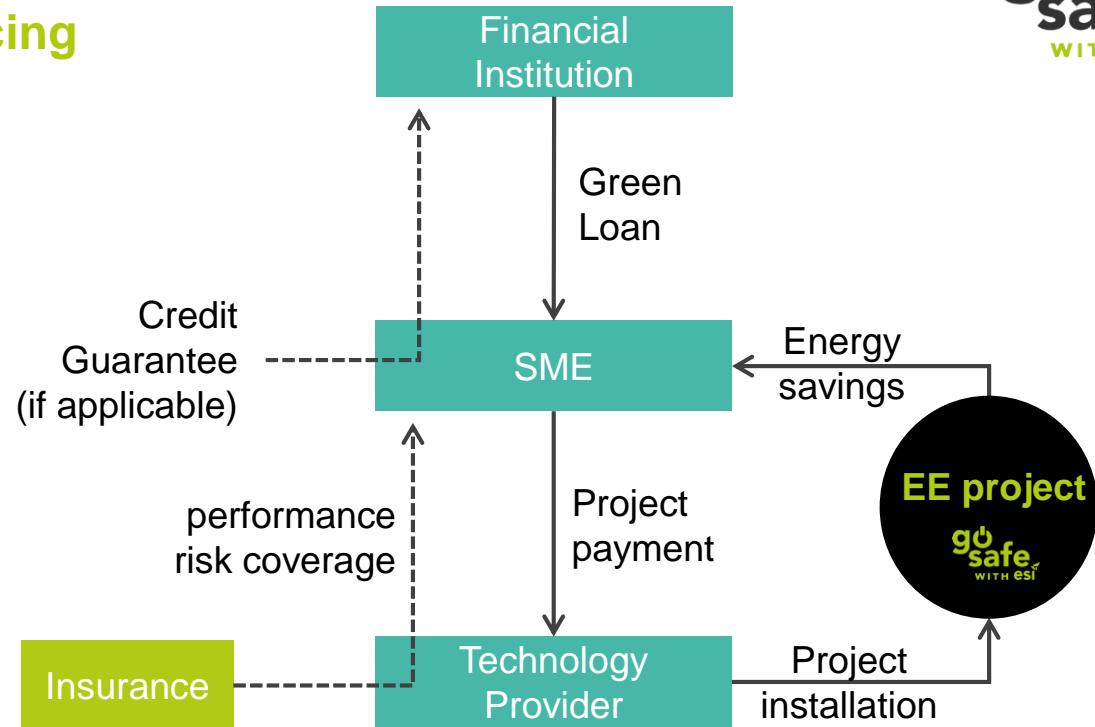 Financial
Institution
Green
Loan
Credit
Guarantee
(if applicable)
SME
Energy
savings
EE project
go
safe
WITH esi
performance
risk coverage
Project
payment
Insurance
Technology
Provider
Project
installation